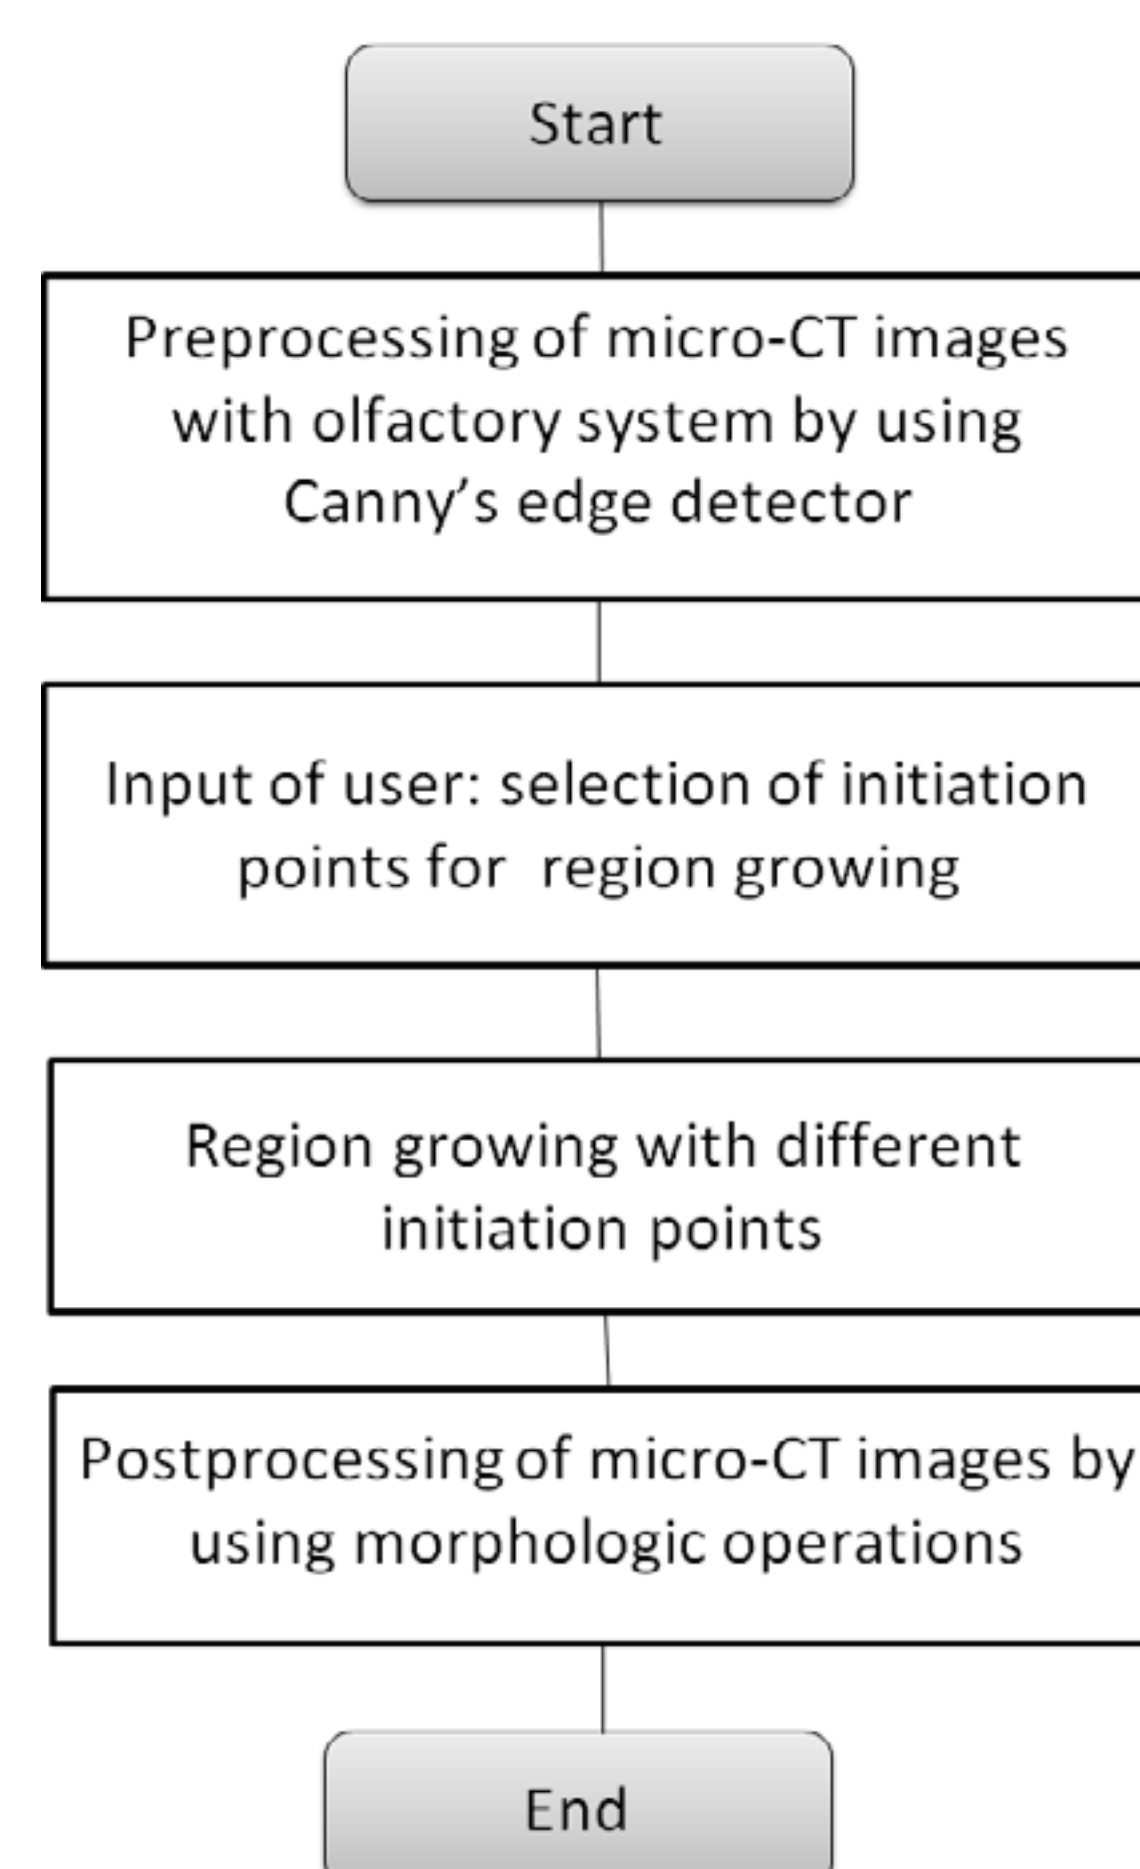 Start
Preprocessing of micro-CT images
with olfactory system by using
Canny’s edge detector
Input of user: selection of initiation
points for region growing
Region growing with different
initiation points
Postprocessing of micro-CT images by
using morphologic operations
End